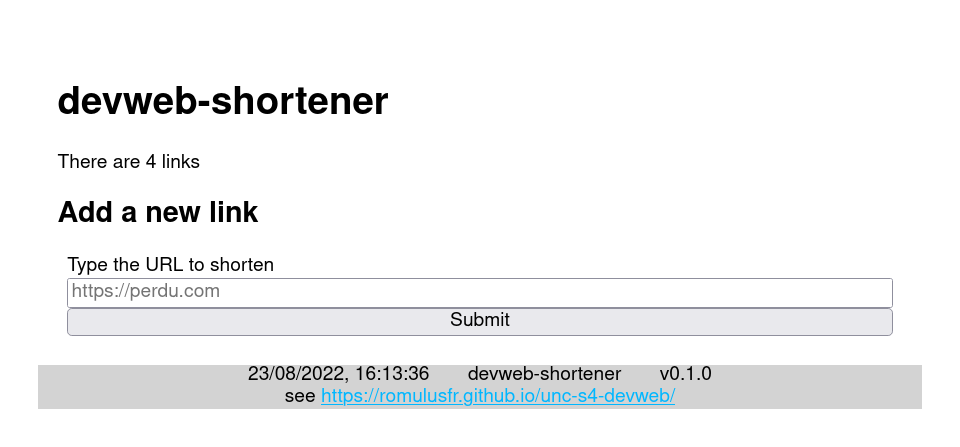 devweb-shortener
There are 4 links
Add a new link
Type the URL to shorten
https://perdu.com
Submit
23/08/2022, 16:13:36 devweb-shortener v0.1.0
see https://romulusfr.github.io/unc-s4-devweb/